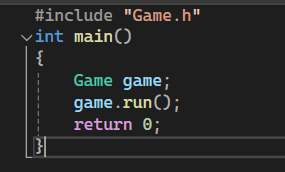 #include "Game.h"
int main()
{
    Game game;
    game.run();
    return 0;
}